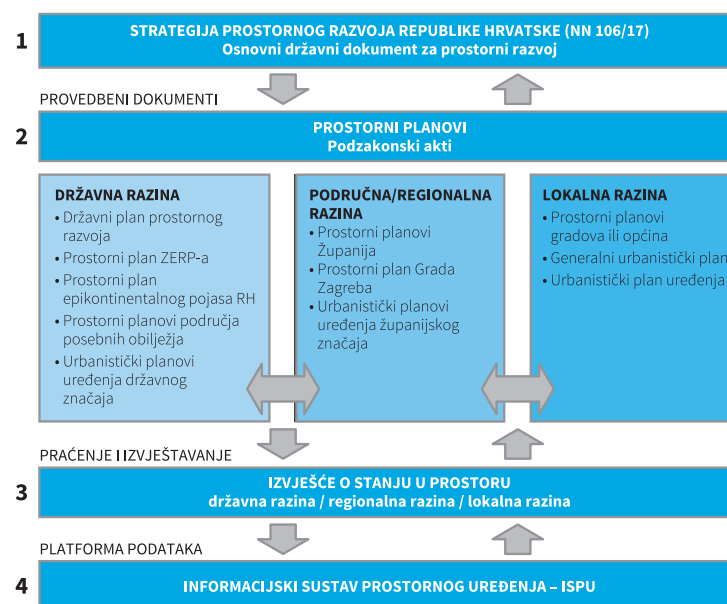 1
STRATEGIJA PROSTORNOG RAZVOJA REPUBLIKE HRVATSKE (NN 106/17)
Osnovni državni dokument za prostorni razvoj
PROVEDBENI DOKUMENTI
2
PROSTORNI PLANOVI
Podzakonski akti
DRŽAVNA RAZINA
• Državni plan prostornog
razvoja
• Prostorni plan ZERP-a
• Prostorni plan
epikontinentalnog pojasa RH
• Prostorni planovi područja
posebnih obilježja
• Urbanistički planovi
uređenja državnog
značaja
PODRUČNA/REGIONALNA
RAZINA
• Prostorni planovi
Županija
• Prostorni plan Grada
Zagreba
• Urbanistički planovi
uređenja županijskog
značaja
LOKALNA RAZINA
• Prostorni planovi
gradova ili općina
• Generalni urbanistički plan
• Urbanistički plan uređenja
PRAĆENJE I IZVJEŠTAVANJE
3
IZVJEŠĆE O STANJU U PROSTORU
državna razina / regionalna razina / lokalna razina
PLATFORMA PODATAKA
4
INFORMACIJSKI SUSTAV PROSTORNOG UREĐENJA – ISPU